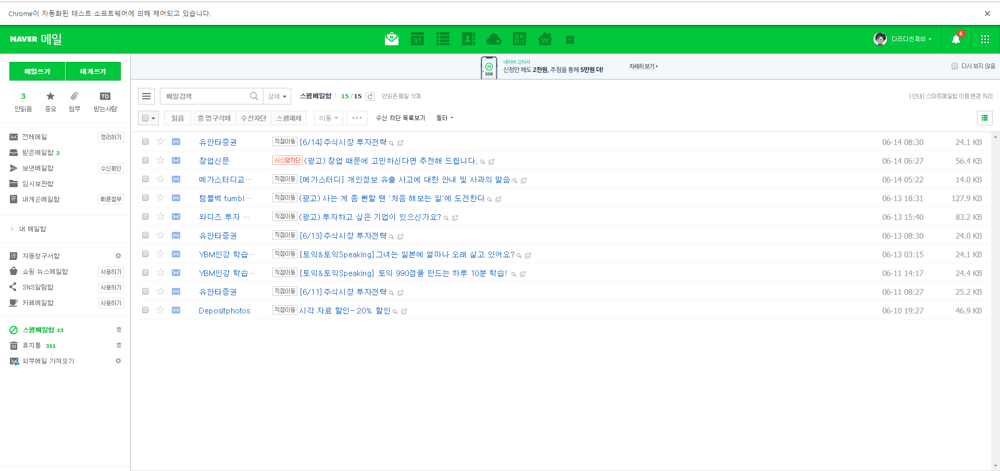 Chrome이 자동화된 테스트 소프트웨어에 의해 제어되고 있습니다.
NAVER 메일
31
다리다친제비
6
메일쓰기 내게쓰기
네이버 고지서
신청만 해도 2천원, 추첨을 통해 5만원 더!
자세히보기
N
5만원
다시 보지 않음
3 TO
안읽음 중요 첨부 받는사람
메일검색 상세 스팸메일함 15 / 15 안읽은메일 삭제
[안내] 스마트메일함 이름변경 처리
읽음 영구삭제 수신차단 스팸해제 이동 ··· 수신 차단 목록보기 필터
전체메일 정리하기
받은메일함 3
보낸메일함 수신확인
임시보관함
내게쓴메일함 빠른첨부
내 메일함
자동청구서함
쇼핑·뉴스메일함 사용하기
SNS알림함 사용하기
카페메일함 사용하기
스팸메일함 15
휴지통 311
외부메일 가져오기
유안타증권 직접이동 [6/14]주식시장 투자전략 06-14 08:30 24.1 KB
창업신문 시스템차단 (광고) 창업 때문에 고민하신다면 추천해 드립니다. 06-14 06:27 56.4 KB
메가스터디교… 직접이동 [메가스터디] 개인정보 유출 사고에 대한 안내 및 사과의 말씀 06-14 05:22 14.0 KB
텀블벅 tumbl… 직접이동 (광고) 사는 게 좀 뻔할 땐 ‘처음 해보는 일’에 도전한다 06-13 18:31 127.9 KB
와디즈 투자 … 직접이동 (광고) 투자하고 싶은 기업이 있으신가요? 06-13 15:40 83.2 KB
유안타증권 직접이동 [6/13]주식시장 투자전략 06-13 08:30 24.0 KB
YBM인강 학습… 직접이동 [토익&토익Speaking]그녀는 일본에 얼마나 오래 살고 있어요? 06-13 03:15 24.1 KB
YBM인강 학습… 직접이동 [토익&토익Speaking] 토익 990점을 만드는 하루 10분 학습! 06-11 14:17 24.4 KB
유안타증권 직접이동 [6/11]주식시장 투자전략 06-11 08:27 25.2 KB
Depositphotos 직접이동 시각 자료 할인- 20% 할인 06-10 19:27 46.9 KB